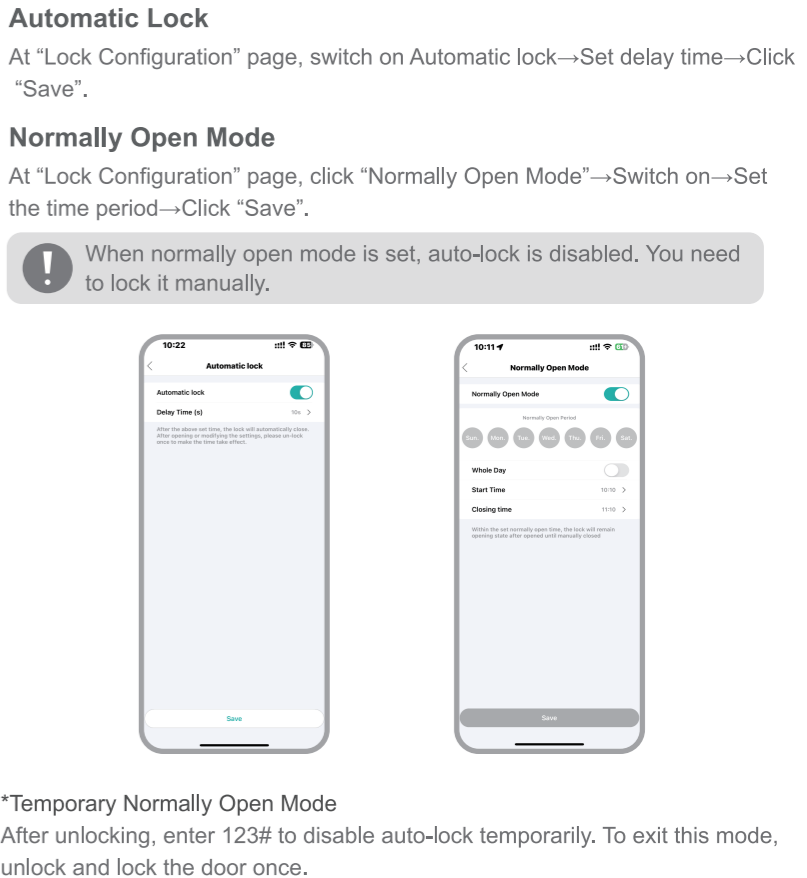 Automatic Lock
At “Lock Configuration” page, switch on Automatic lock→Set delay time→Click
“Save”.
Normally Open Mode
At “Lock Configuration” page, click “Normally Open Mode”→Switch on→Set
the time period→Click “Save”.
When normally open mode is set, auto-lock is disabled. You need
to lock it manually.
10:22
Automatic lock
Automatic lock
Delay Time (s) 10s >
After the above set time, the lock will automatically close.
After opening or modifying the settings, please un-lock
once to make the time take effect.
Save
10:11
Normally Open Mode
Normally Open Mode
Normally Open Period
Sun. Mon. Tue. Wed. Thu. Fri. Sat.
Whole Day
Start Time 10:10 >
Closing time 11:10 >
Within the set normally open time, the lock will remain
opening state after opened until manually closed
Save
*Temporary Normally Open Mode
After unlocking, enter 123# to disable auto-lock temporarily. To exit this mode,
unlock and lock the door once.